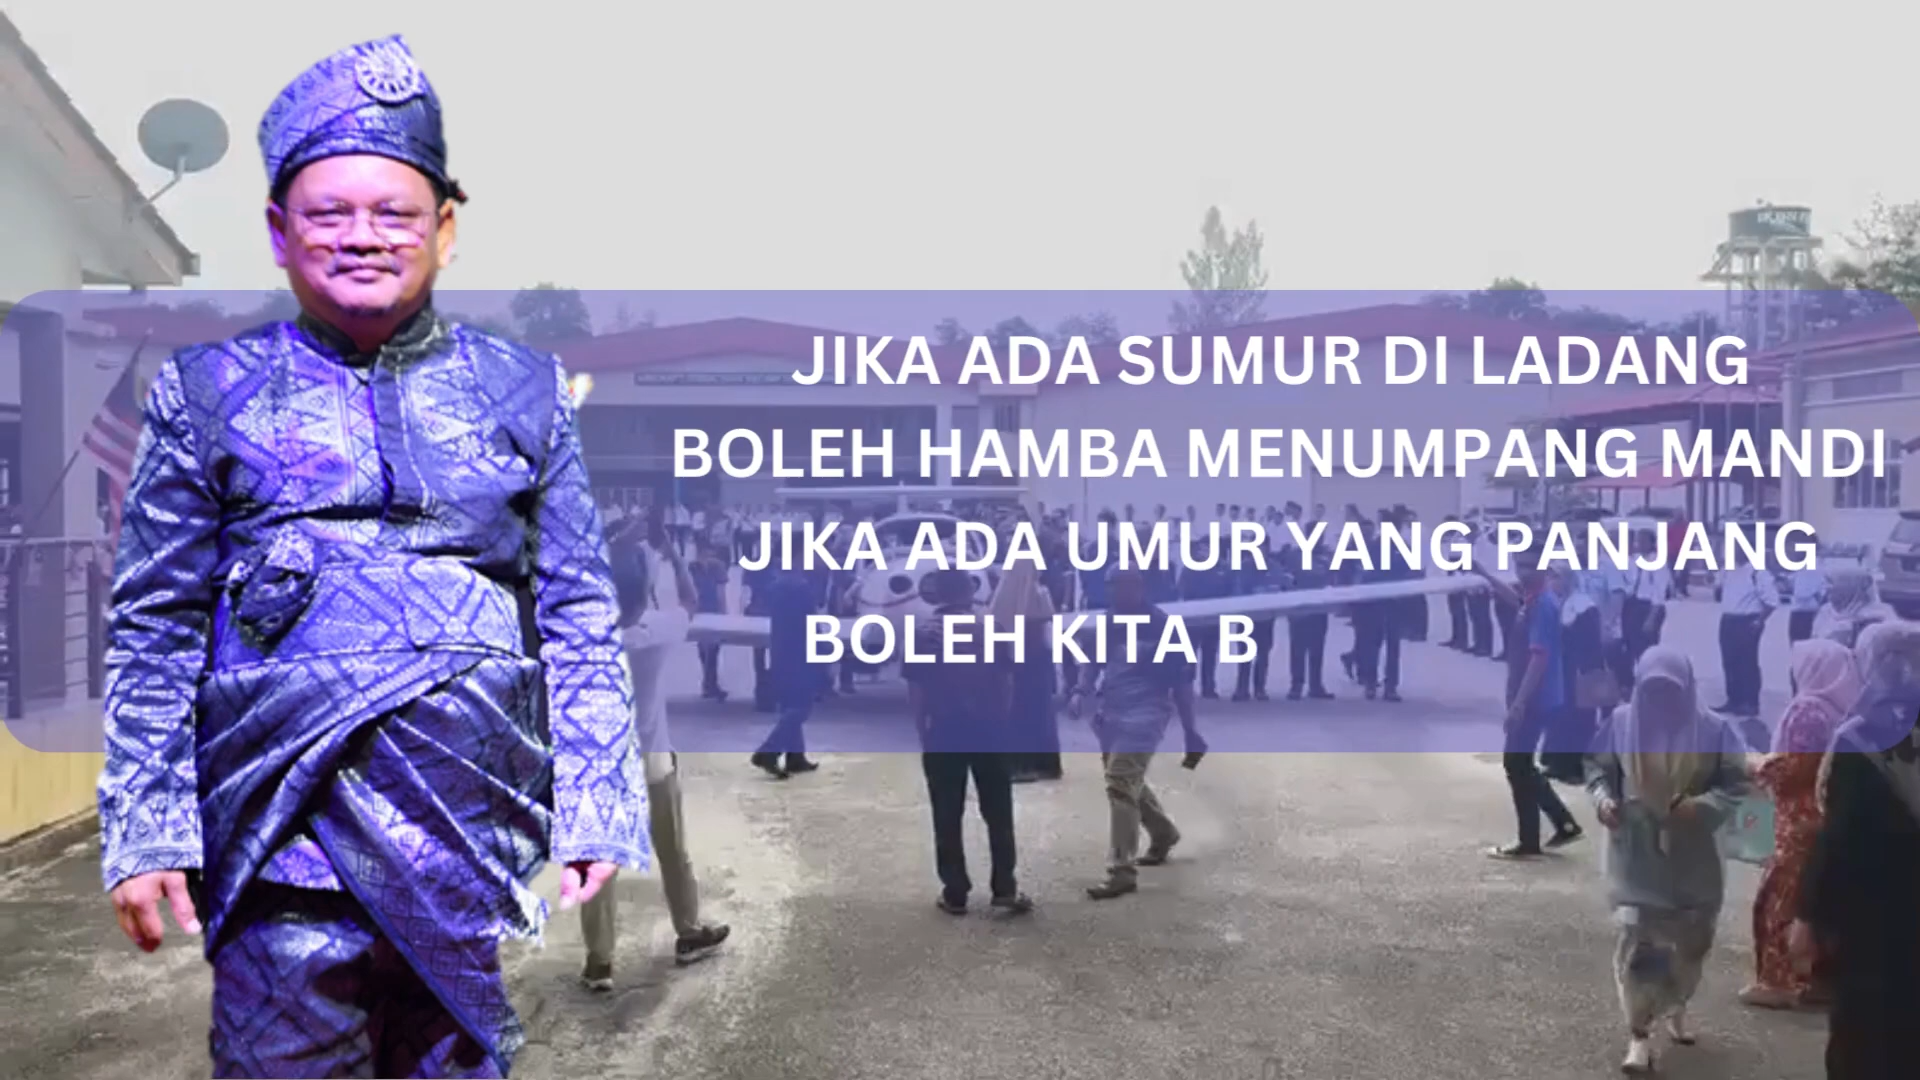 JIKA ADA SUMUR DI LADANG
BOLEH HAMBA MENUMPANG MANDI
JIKA ADA UMUR YANG PANJANG
BOLEH KITA B